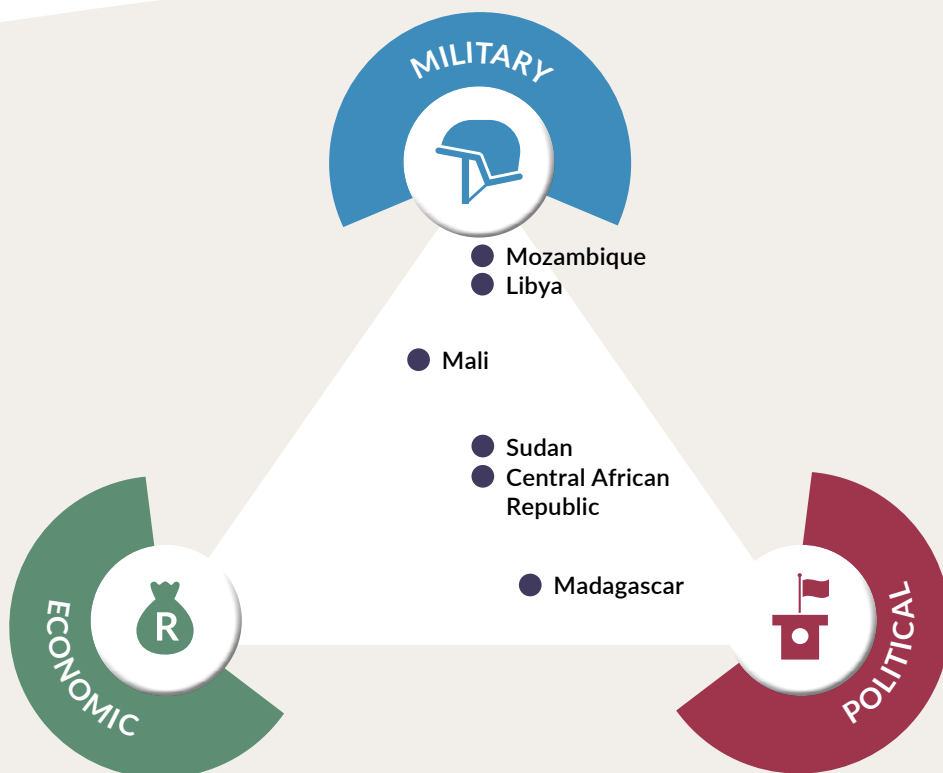 MILITARY
Mozambique
Libya
Mali
Sudan
Central African
Republic
Madagascar
ECONOMIC
R
POLITICAL